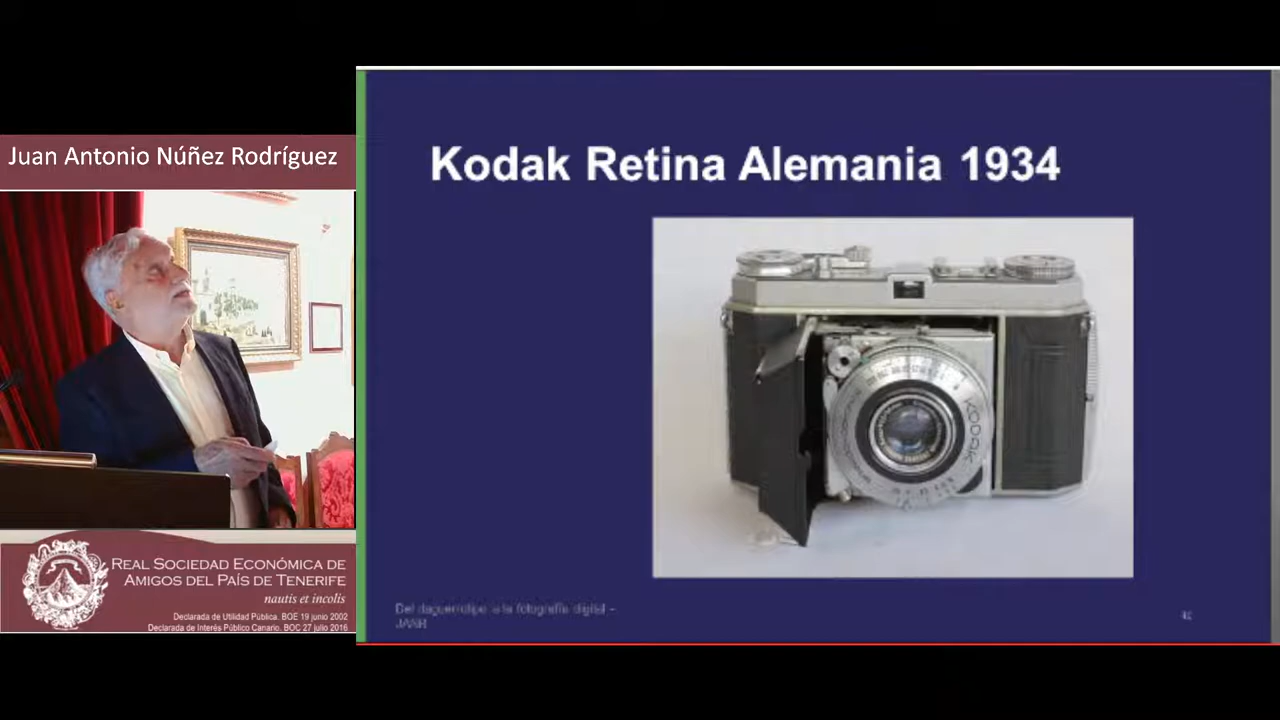 Juan Antonio Núñez Rodríguez
REAL SOCIEDAD ECONÓMICA DE
AMIGOS DEL PAÍS DE TENERIFE
nautis et incolis
Declarada de Utilidad Pública. BOE 19 junio 2002
Declarada de Interés Público Canario. BOC 27 julio 2016
Kodak Retina Alemania 1934
KODAK
Del daguerrotipo a la fotografía digital –